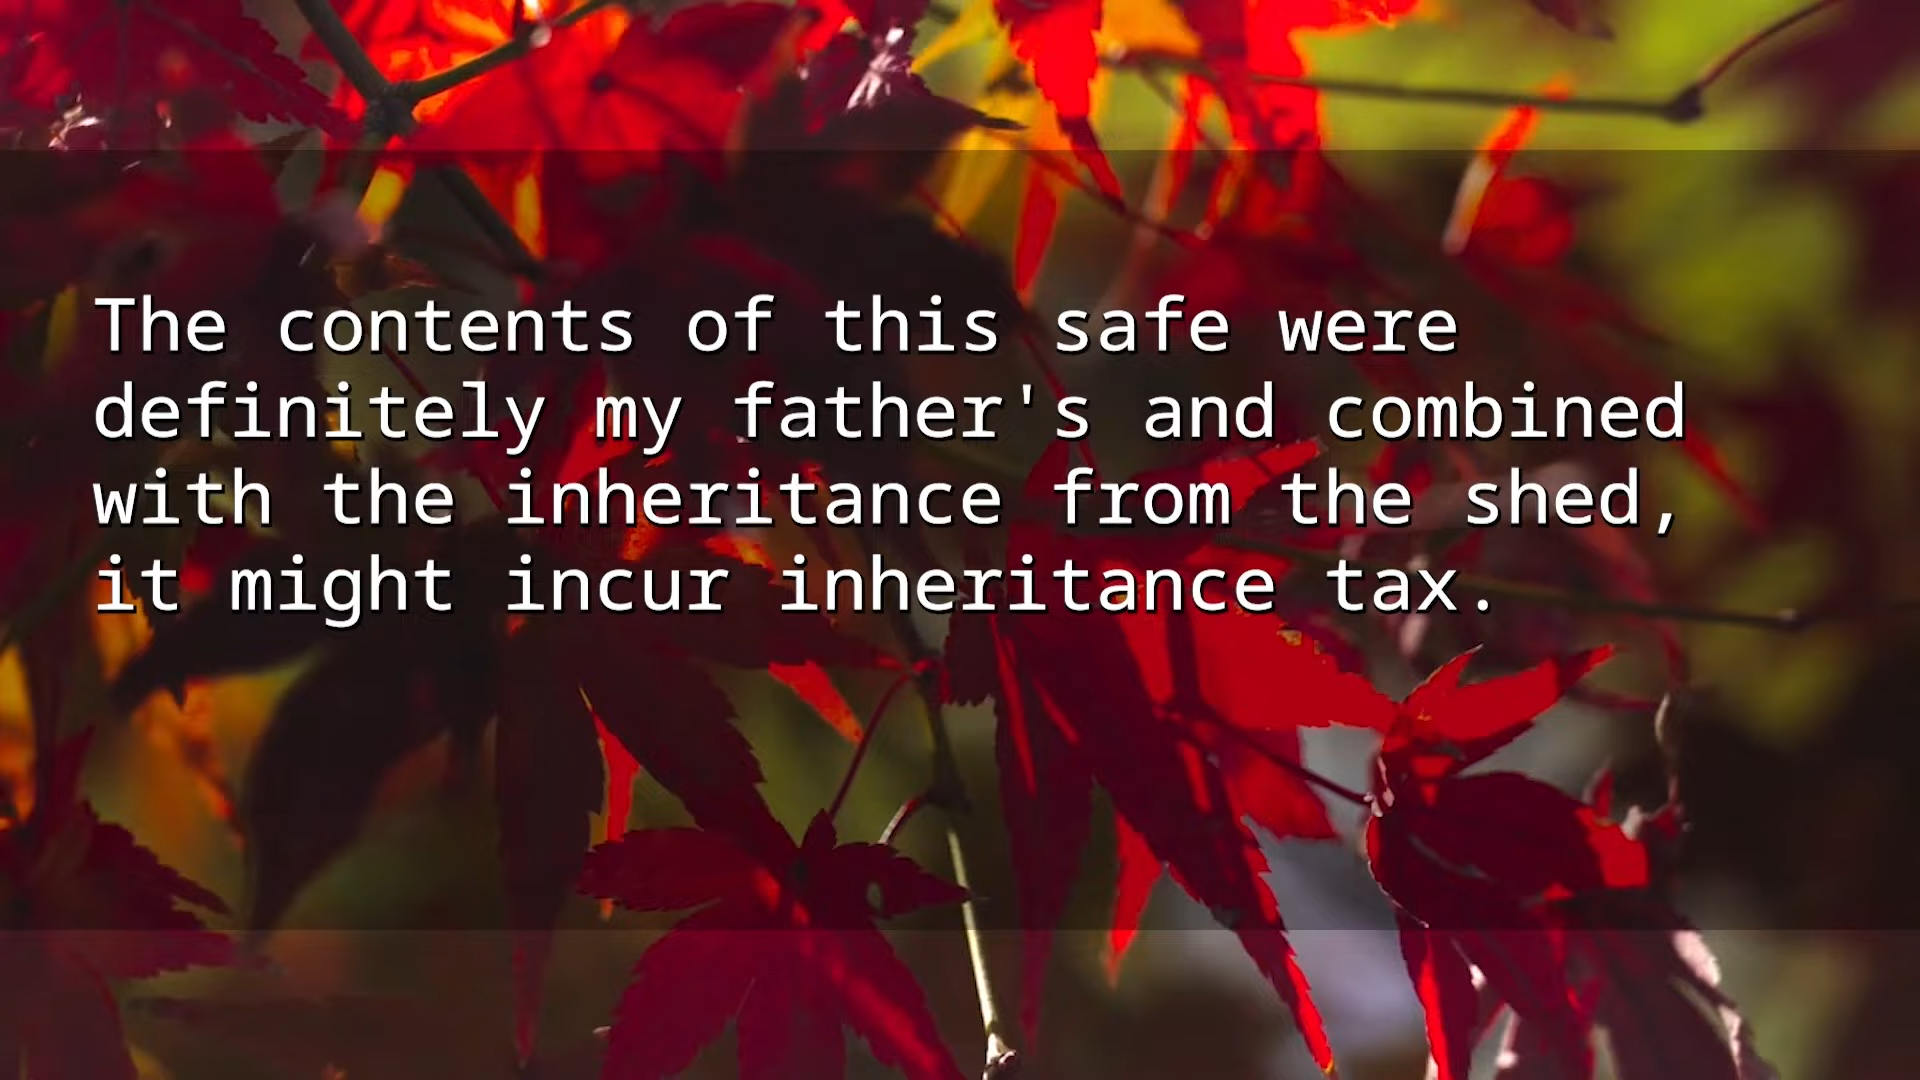 The contents of this safe were
definitely my father's and combined
with the inheritance from the shed,
it might incur inheritance tax.